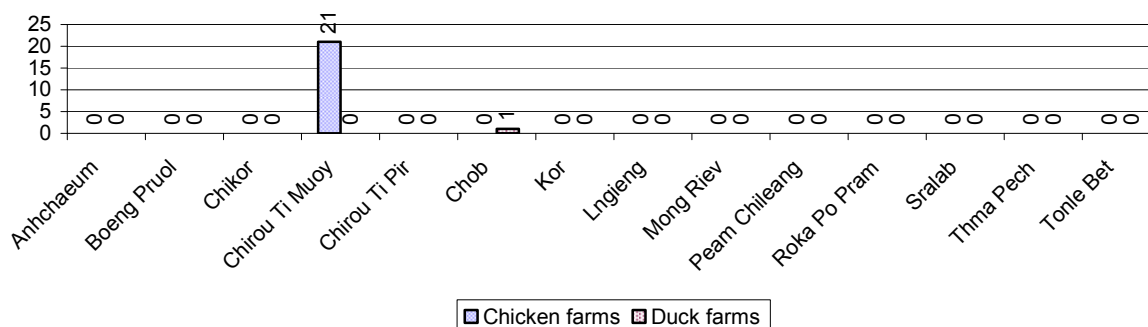 25
20
15
10
5
0
0 0 0 0 0 0 21 0 0 0 0 1 0 0 0 0 0 0 0 0 0 0 0 0 0 0 0 0
Anhchaeum
Boeng Pruol
Chikor
Chirou Ti Muoy
Chirou Ti Pir
Chob
Kor
Lngieng
Mong Riev
Peam Chileang
Roka Po Pram
Sralab
Thma Pech
Tonle Bet
Chicken farms Duck farms